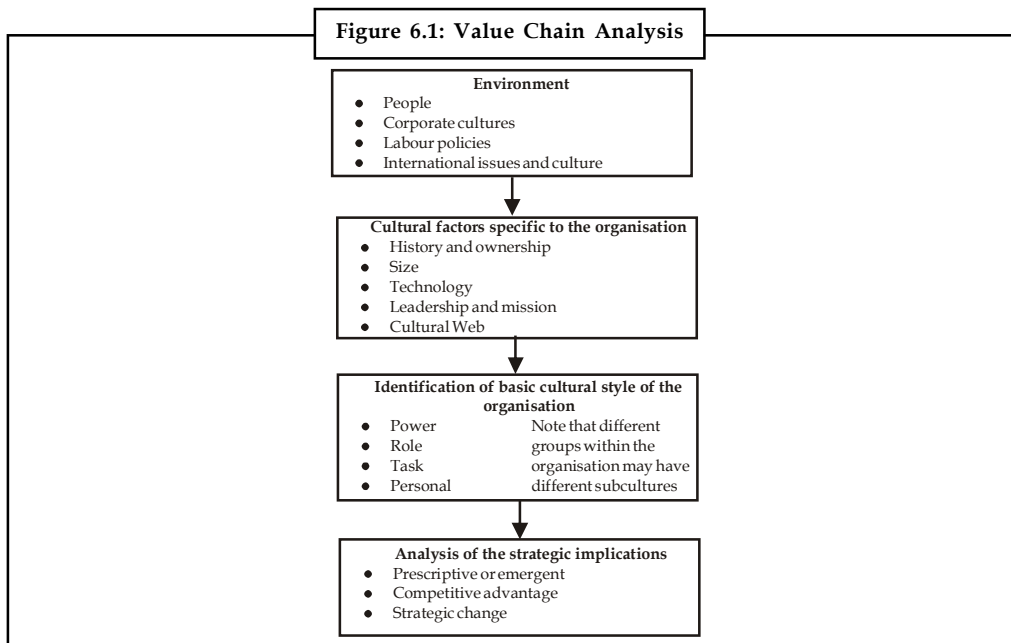 Figure 6.1: Value Chain Analysis
Environment
● People
● Corporate cultures
● Labour policies
● International issues and culture
Cultural factors specific to the organisation
● History and ownership
● Size
● Technology
● Leadership and mission
● Cultural Web
Identification of basic cultural style of the
organisation
● Power Note that different
● Role groups within the
● Task organisation may have
● Personal different subcultures
Analysis of the strategic implications
● Prescriptive or emergent
● Competitive advantage
● Strategic change